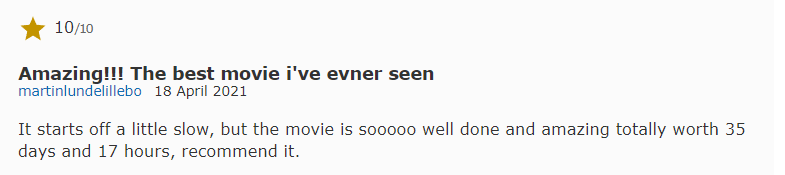 10/10
Amazing!!! The best movie i've evner seen
martinlundelillebo 18 April 2021
It starts off a little slow, but the movie is sooooo well done and amazing totally worth 35
days and 17 hours, recommend it.